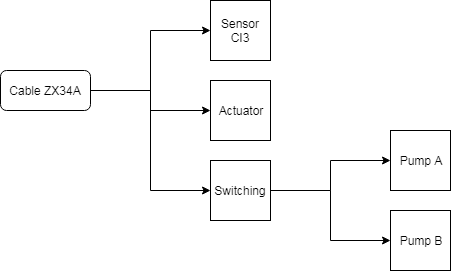 Sensor
CI3
Cable ZX34A
Actuator
Switching
Pump A
Pump B